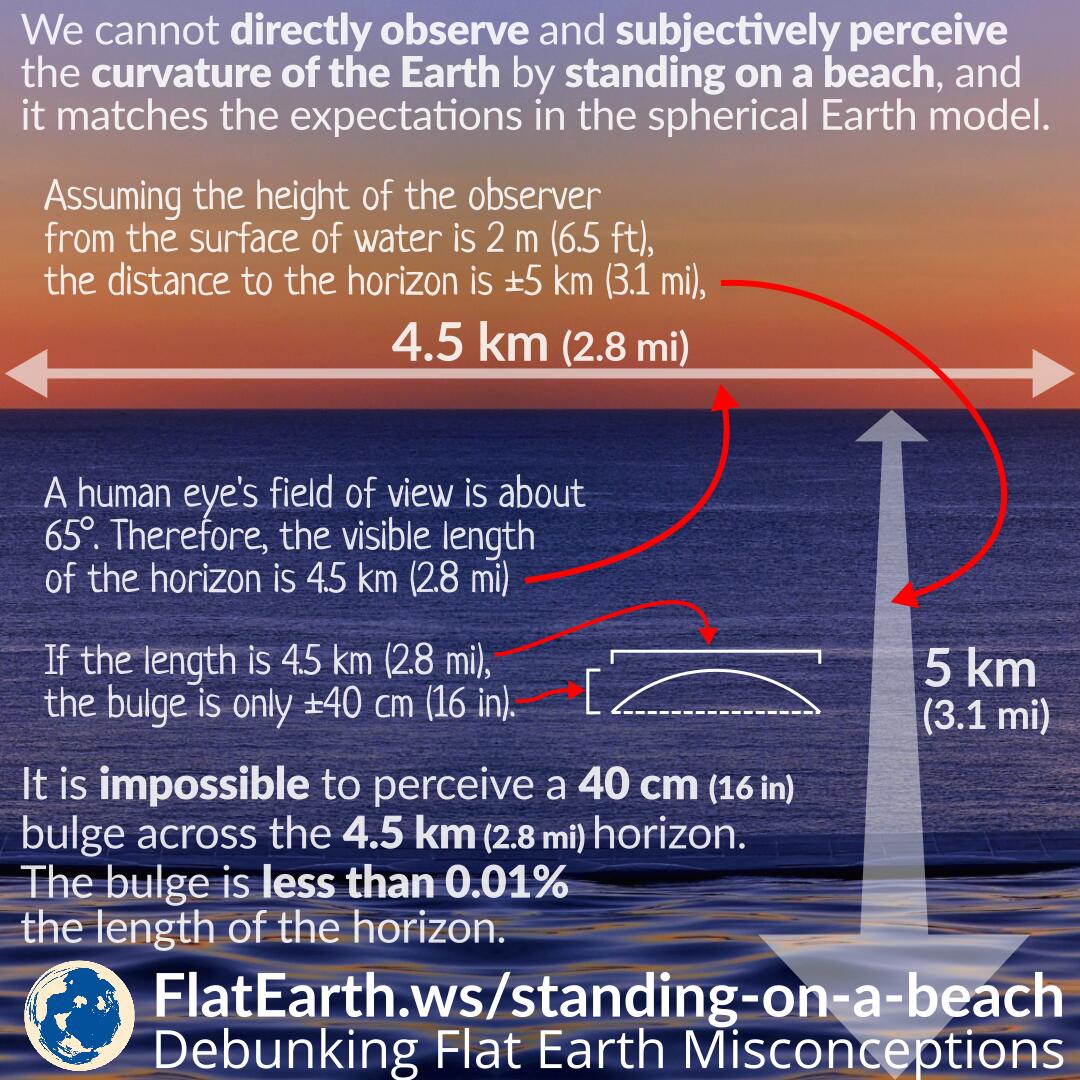 We cannot directly observe and subjectively perceive
the curvature of the Earth by standing on a beach, and
it matches the expectations in the spherical Earth model.
Assuming the height of the observer
from the surface of water is 2 m (6.5 ft),
the distance to the horizon is ±5 km (3.1 mi),
4.5 km (2.8 mi)
A human eye's field of view is about
65°. Therefore, the visible length
of the horizon is 4.5 km (2.8 mi)
If the length is 4.5 km (2.8 mi),
the bulge is only ±40 cm (16 in).
5 km
(3.1 mi)
It is impossible to perceive a 40 cm (16 in)
bulge across the 4.5 km (2.8 mi) horizon.
The bulge is less than 0.01%
the length of the horizon.
FlatEarth.ws/standing-on-a-beach
Debunking Flat Earth Misconceptions